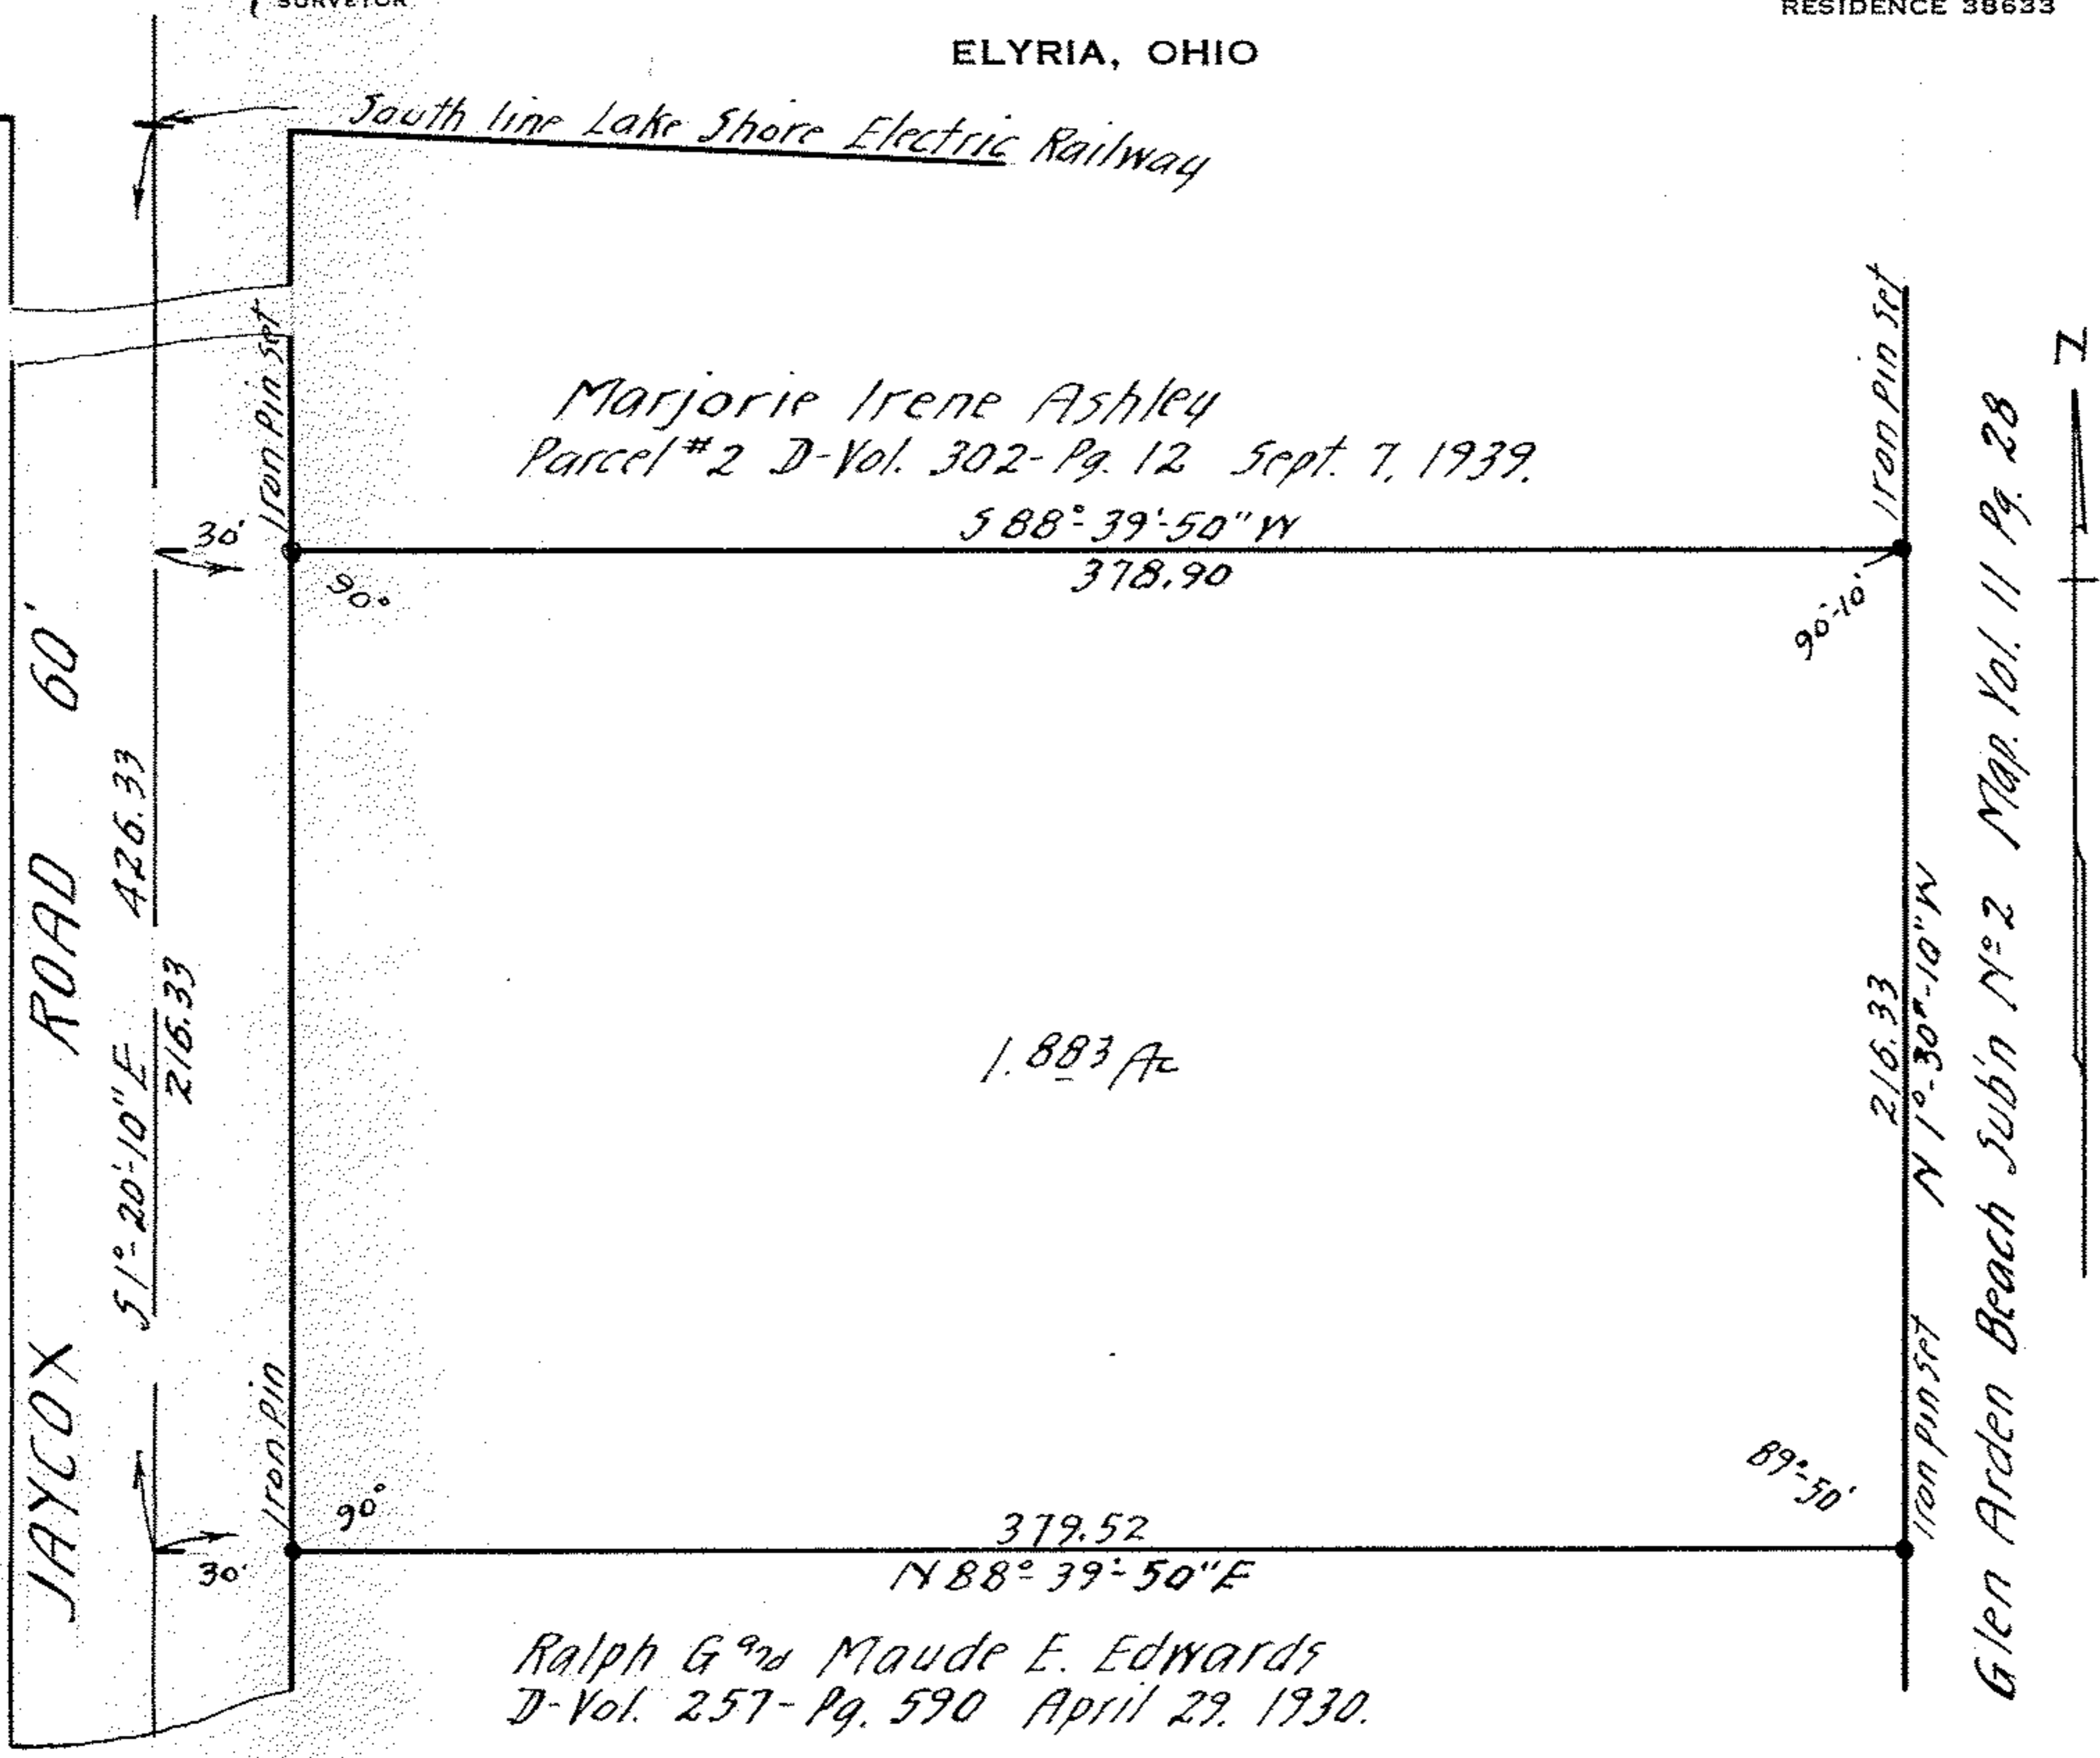 SURVEYOR
RESIDENCE 38633
ELYRIA, OHIO
South line Lake Shore Electric Railway
Iron Pin set
Iron Pin set
Marjorie Irene Ashley
Parcel #2 D-Vol. 302-Pg. 12 Sept. 7, 1939.
S 88°-39'-50" W
30'
378.90
90°
90°-10'
JAYCOX ROAD 60'
S 1°-20'-10" E 426.33
216.33
1.883 Ac
216.33
N 1°-30'-10" W
Glen Arden Beach Sub'n No 2 Map. Vol. 11 Pg. 28
Iron Pin
Iron Pin Set
90°
89°-50'
379.52
30'
N 88°-39'-50" E
Ralph G and Maude E. Edwards
D-Vol. 257-Pg. 590 April 29. 1930.